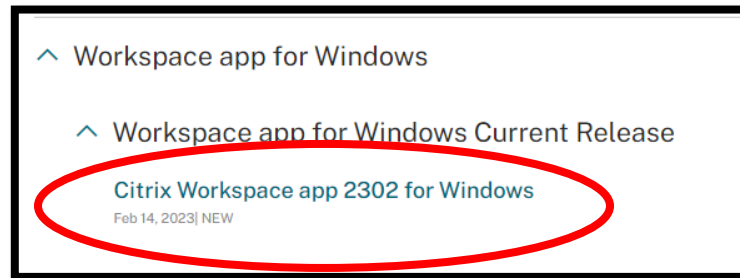 Workspace app for Windows
Workspace app for Windows Current Release
Citrix Workspace app 2302 for Windows
Feb 14, 2023| NEW